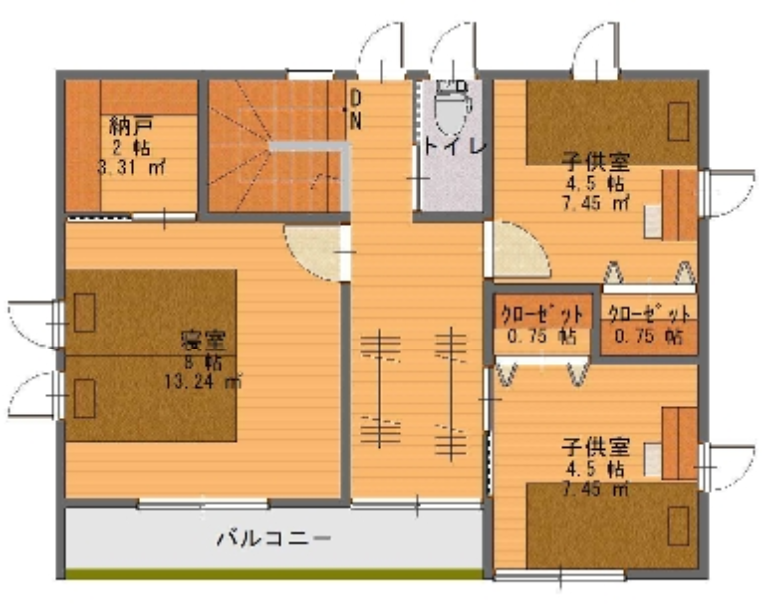 納戸
2 帖
3.31 ㎡
DN
トイレ
子供室
4.5 帖
7.45 ㎡
クローゼット
0.75 帖
クローゼット
0.75 帖
寝室
8 帖
13.24 ㎡
子供室
4.5 帖
7.45 ㎡
バルコニー